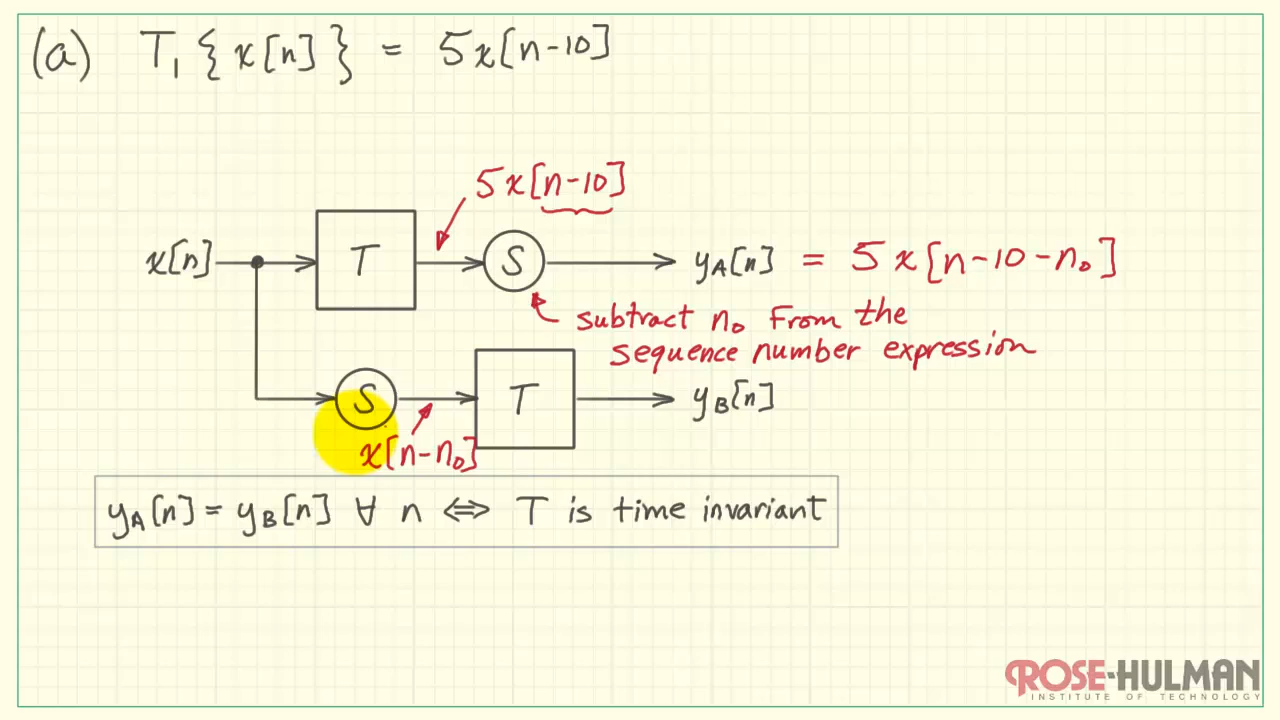 (a) T₁ { x[n] } = 5x[n-10]
5x[n-10]
x[n]
T
S
yA[n] = 5x[n-10-n₀]
subtract n₀ from the
sequence number expression
S
T
yB[n]
x[n-n₀]
yA[n] = yB[n] ∀ n ⟺ T is time invariant
ROSE-HULMAN
INSTITUTE OF TECHNOLOGY